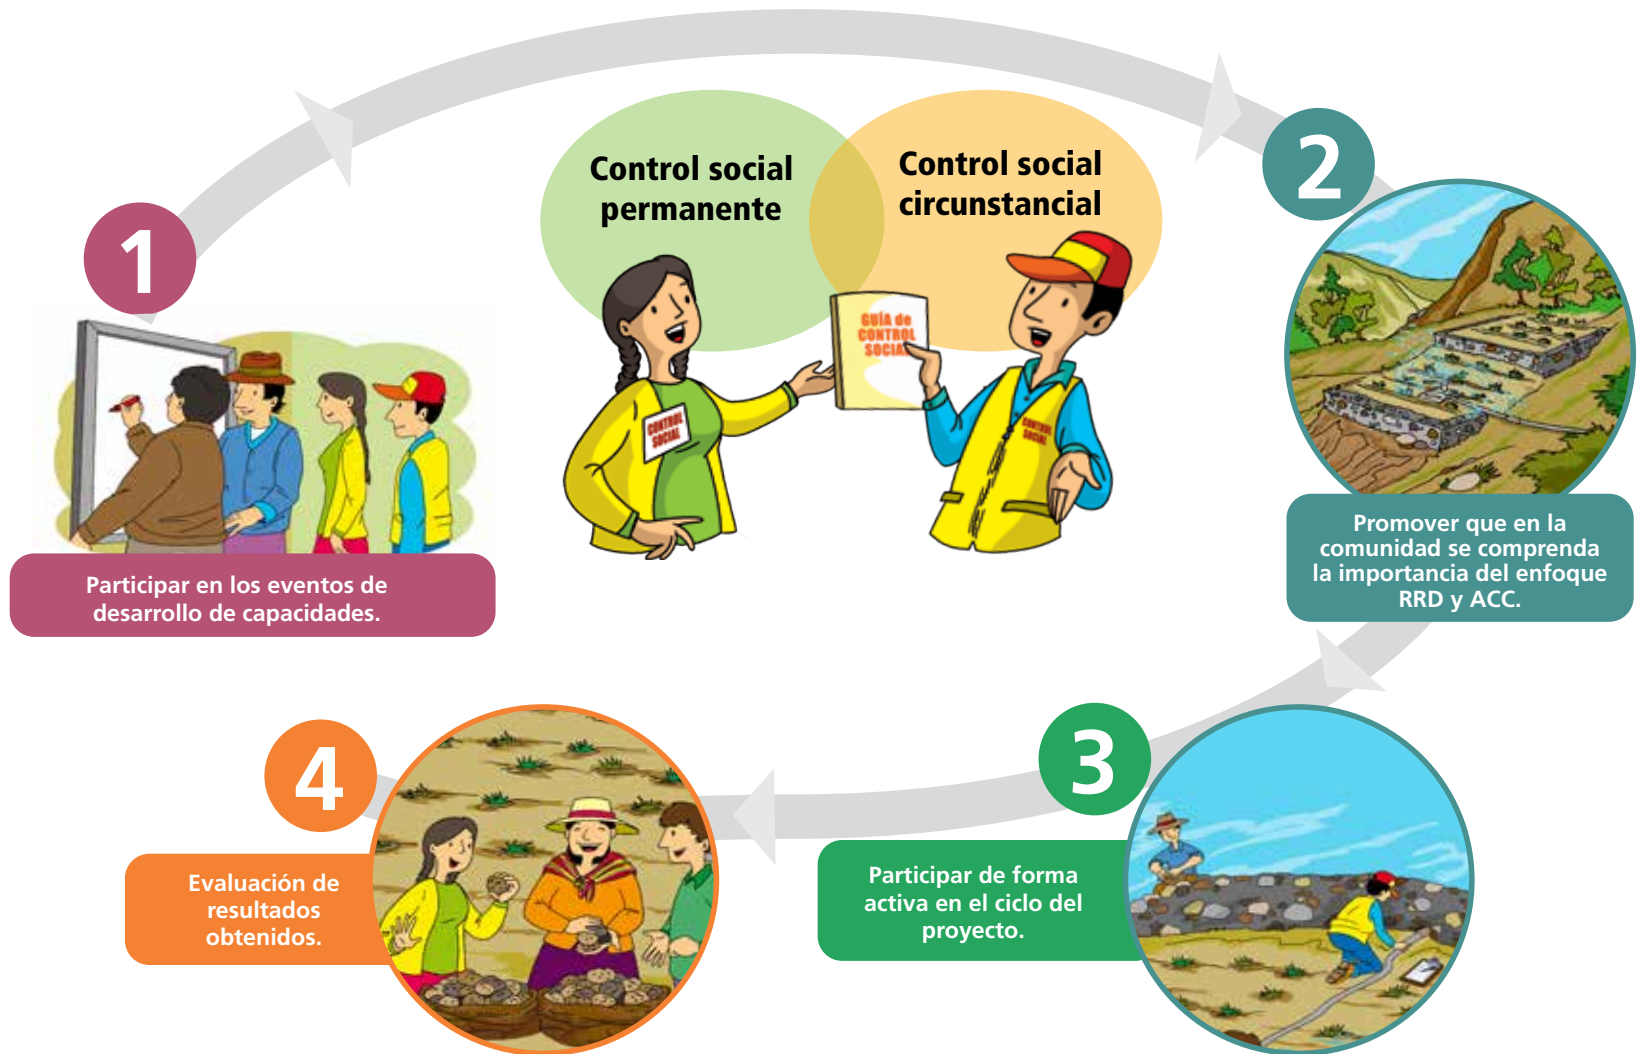 Control social
permanente
Control social
circunstancial
GUÍA de
CONTROL
SOCIAL
CONTROL
SOCIAL
CONTROL
SOCIAL
1
Participar en los eventos de
desarrollo de capacidades.
2
Promover que en la
comunidad se comprenda
la importancia del enfoque
RRD y ACC.
3
Participar de forma
activa en el ciclo del
proyecto.
4
Evaluación de
resultados
obtenidos.